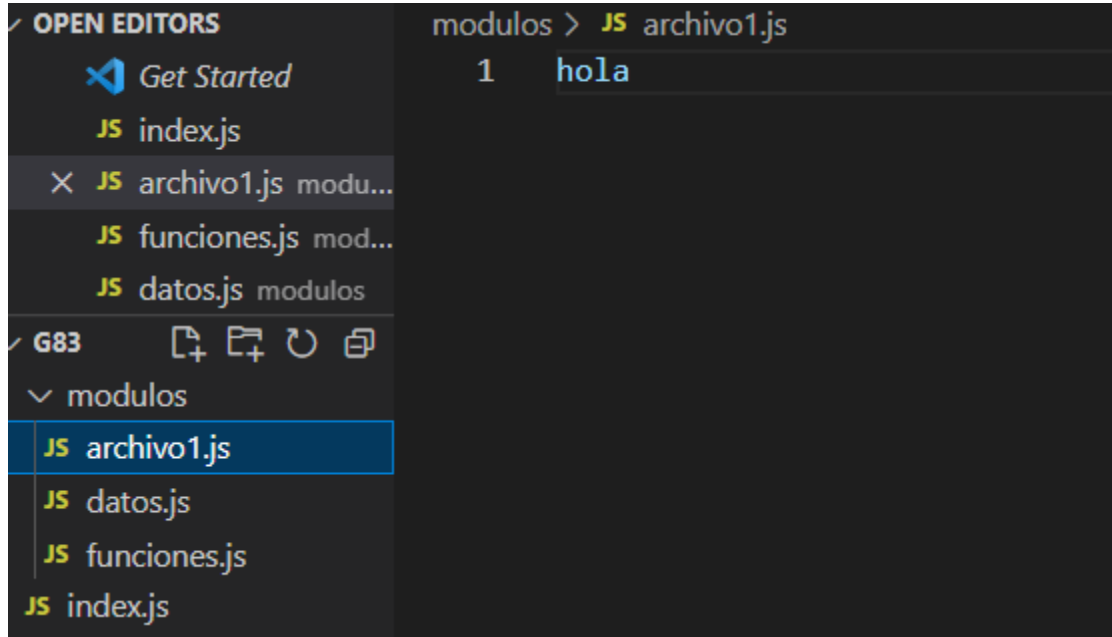 OPEN EDITORS
Get Started
JS index.js
JS archivo1.js modu...
JS funciones.js mod...
JS datos.js modulos
G83
modulos
JS archivo1.js
JS datos.js
JS funciones.js
JS index.js
modulos > JS archivo1.js
1 hola